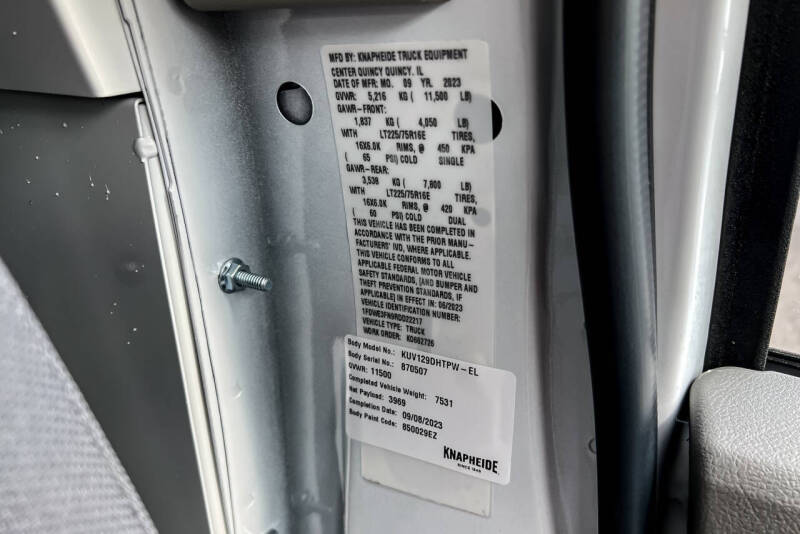 MFD BY: KNAPHEIDE TRUCK EQUIPMENT
CENTER QUINCY QUINCY, IL
DATE OF MFR: MO. 09 YR. 2023
GVWR: 5,216 KG ( 11,500 LB)
GAWR-FRONT:
1,837 KG ( 4,050 LB)
WITH LT225/75R16E TIRES,
16X6.0K RIMS, @ 450 KPA
( 65 PSI) COLD SINGLE
GAWR-REAR:
3,538 KG ( 7,800 LB)
WITH LT225/75R16E TIRES,
16X6.0K RIMS, @ 420 KPA
( 60 PSI) COLD DUAL
THIS VEHICLE HAS BEEN COMPLETED IN
ACCORDANCE WITH THE PRIOR MANU-
FACTURERS' IVD, WHERE APPLICABLE.
THIS VEHICLE CONFORMS TO ALL
APPLICABLE FEDERAL MOTOR VEHICLE
SAFETY STANDARDS, [AND BUMPER AND
THEFT PREVENTION STANDARDS, IF
APPLICABLE] IN EFFECT IN: 06/2023
VEHICLE IDENTIFICATION NUMBER:
1FDWE3FN9RDD22217
VEHICLE TYPE: TRUCK
WORK ORDER: KO662726
Body Model No.: KUV129DHTPW-EL
Body Serial No.: 870507
GVWR: 11500
Completed Vehicle Weight: 7531
Net Payload: 3969
Completion Date: 09/08/2023
Body Paint Code: 850029EZ
KNAPHEIDE
SINCE 1848